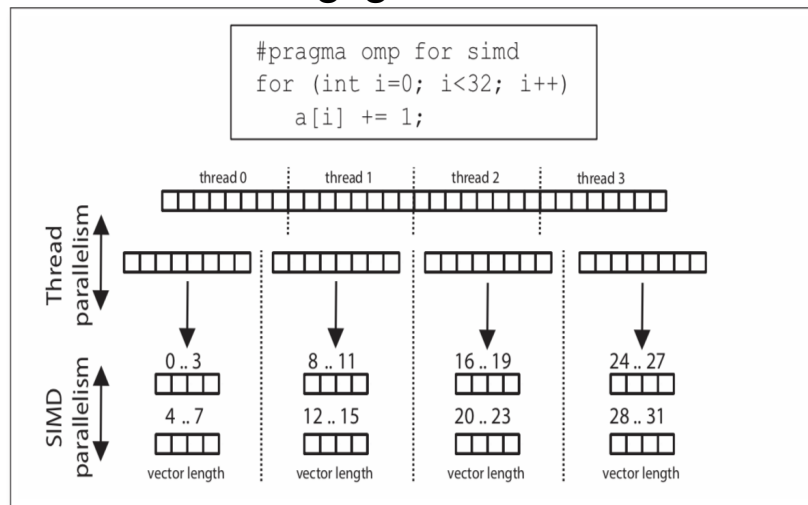 #pragma omp for simd
for (int i=0; i<32; i++)
a[i] += 1;
thread 0 thread 1 thread 2 thread 3
Thread
parallelism
0 .. 3 8 .. 11 16 .. 19 24 .. 27
SIMD
parallelism
4 .. 7 12 .. 15 20 .. 23 28 .. 31
vector length vector length vector length vector length